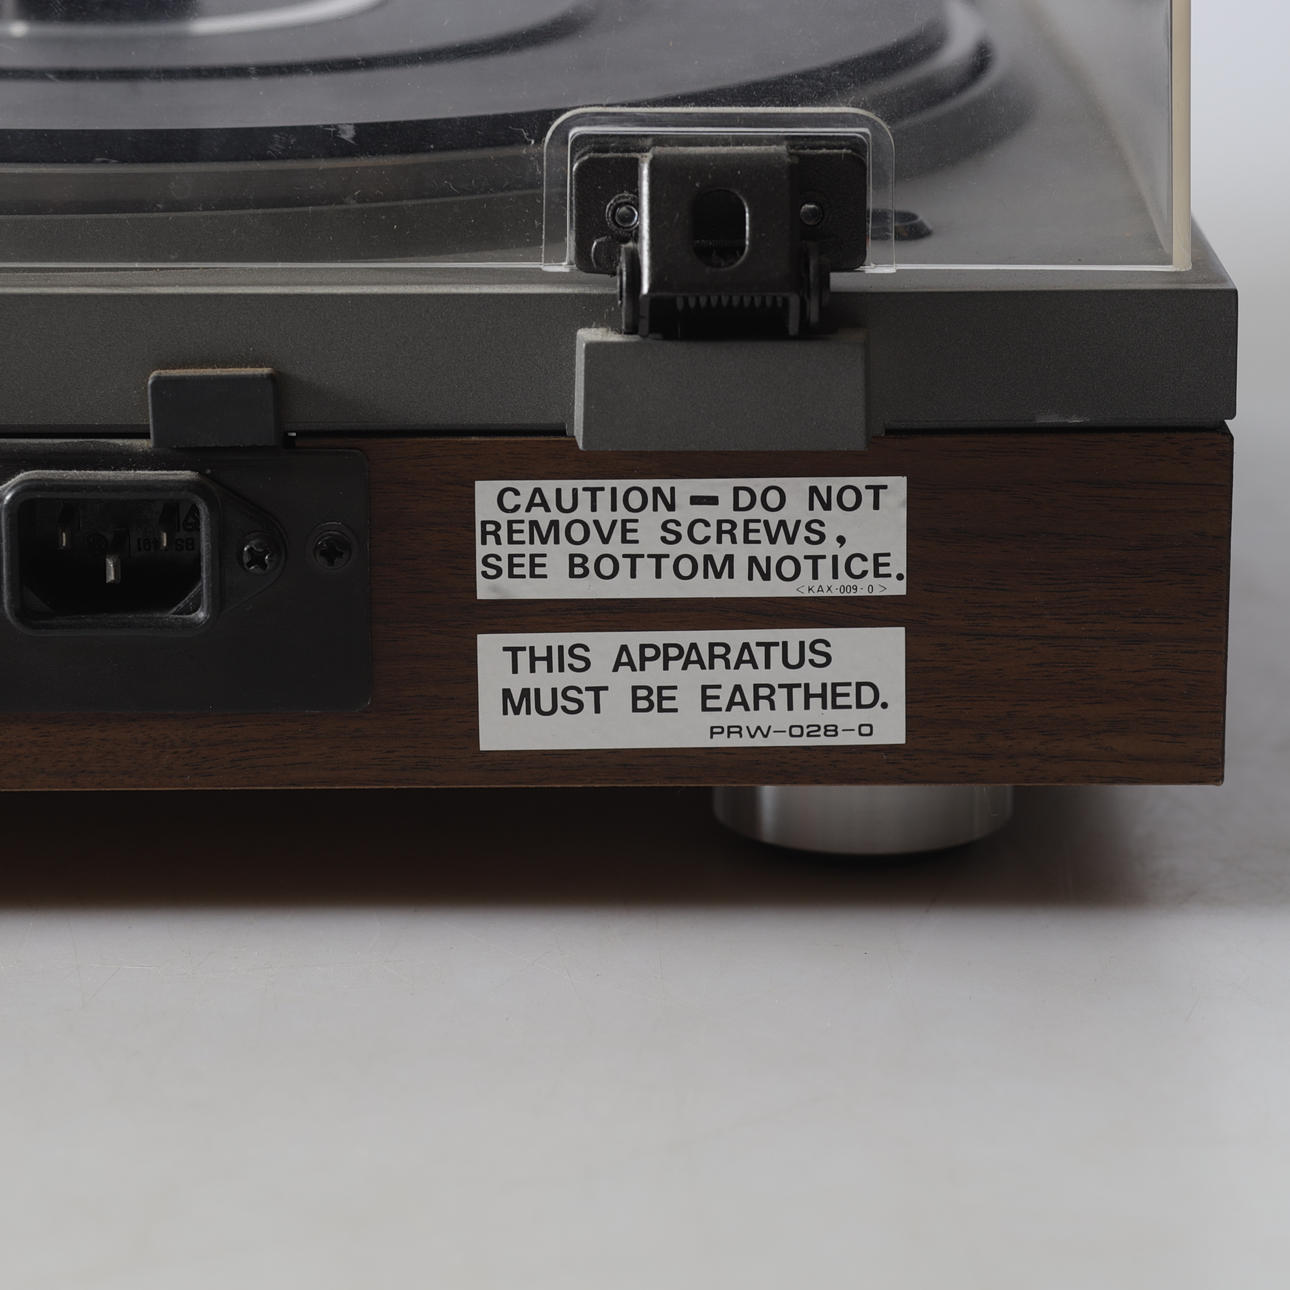 CAUTION — DO NOT
REMOVE SCREWS,
SEE BOTTOM NOTICE.
<KAX-009-0>
THIS APPARATUS
MUST BE EARTHED.
PRW-028-0